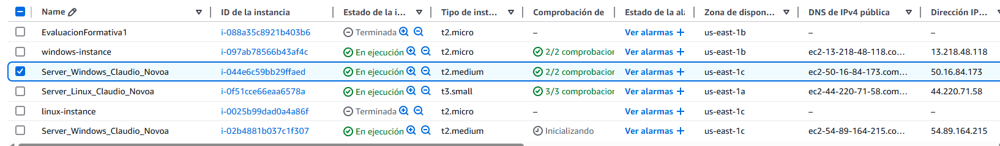 Name ID de la instancia Estado de la i... Tipo de inst... Comprobación de Estado de la ala Zona de dispon... DNS de IPv4 pública Dirección IP...
EvaluacionFormativa1 i-088a35c8921b403b6 Terminada t2.micro – Ver alarmas + us-east-1b – –
windows-instance i-097ab78566b43af4c En ejecución t2.micro 2/2 comprobacior Ver alarmas + us-east-1b ec2-13-218-48-118.co... 13.218.48.118
Server_Windows_Claudio_Novoa i-044e6c59bb29ffaed En ejecución t2.medium 2/2 comprobacior Ver alarmas + us-east-1c ec2-50-16-84-173.com... 50.16.84.173
Server_Linux_Claudio_Novoa i-0f51cce66eaa6578a En ejecución t3.small 3/3 comprobacior Ver alarmas + us-east-1a ec2-44-220-71-58.com... 44.220.71.58
linux-instance i-0025b99dad0a4a86f Terminada t2.micro – Ver alarmas + us-east-1c – –
Server_Windows_Claudio_Novoa i-02b4881b037c1f307 En ejecución t2.medium Inicializando Ver alarmas + us-east-1c ec2-54-89-164-215.co... 54.89.164.215